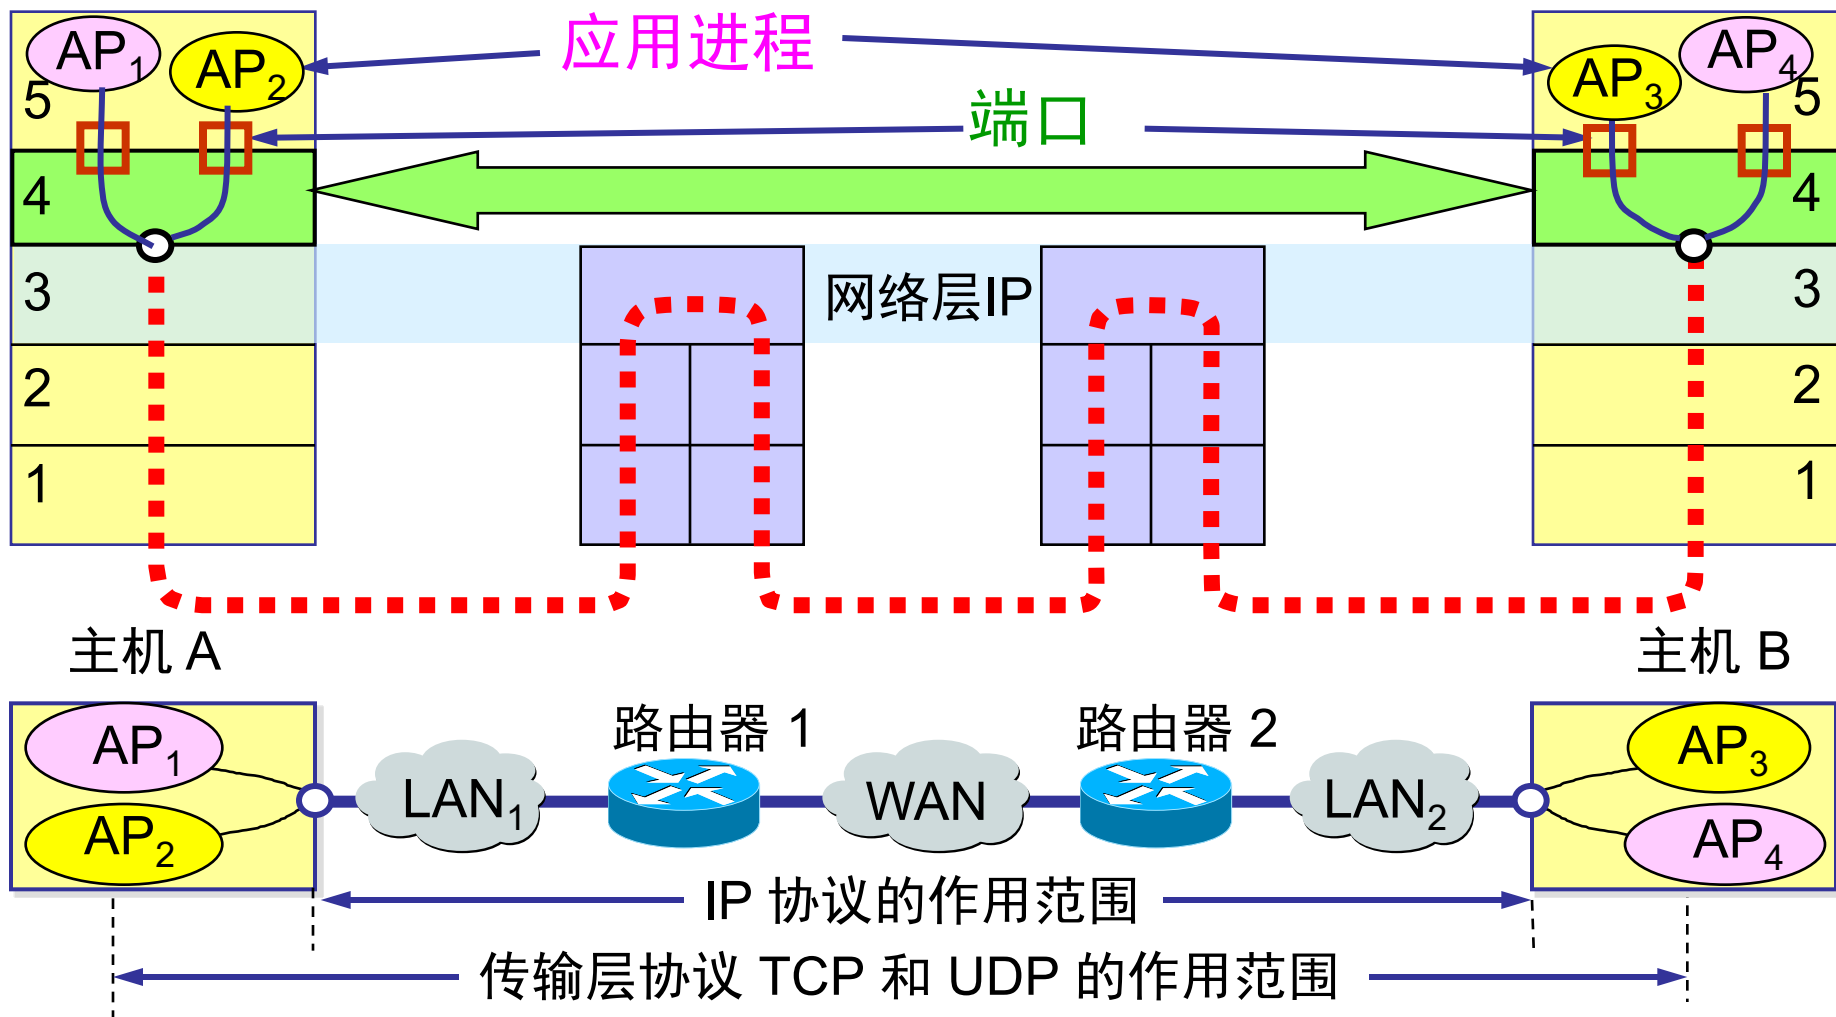 AP1
AP2
应用进程
AP3
AP4
5
5
端口
4
4
3
网络层IP
3
2
2
1
1
主机 A
主机 B
路由器 1
路由器 2
AP1
AP2
LAN1
WAN
LAN2
AP3
AP4
IP 协议的作用范围
传输层协议 TCP 和 UDP 的作用范围